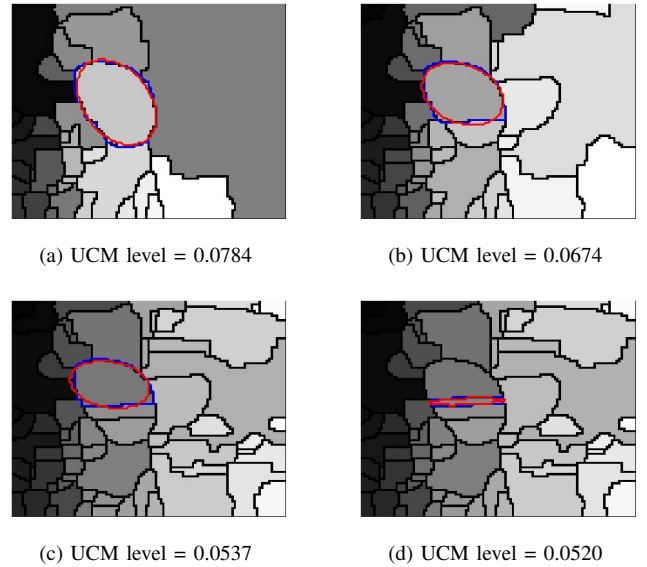 (a) UCM level = 0.0784
(b) UCM level = 0.0674
(c) UCM level = 0.0537
(d) UCM level = 0.0520